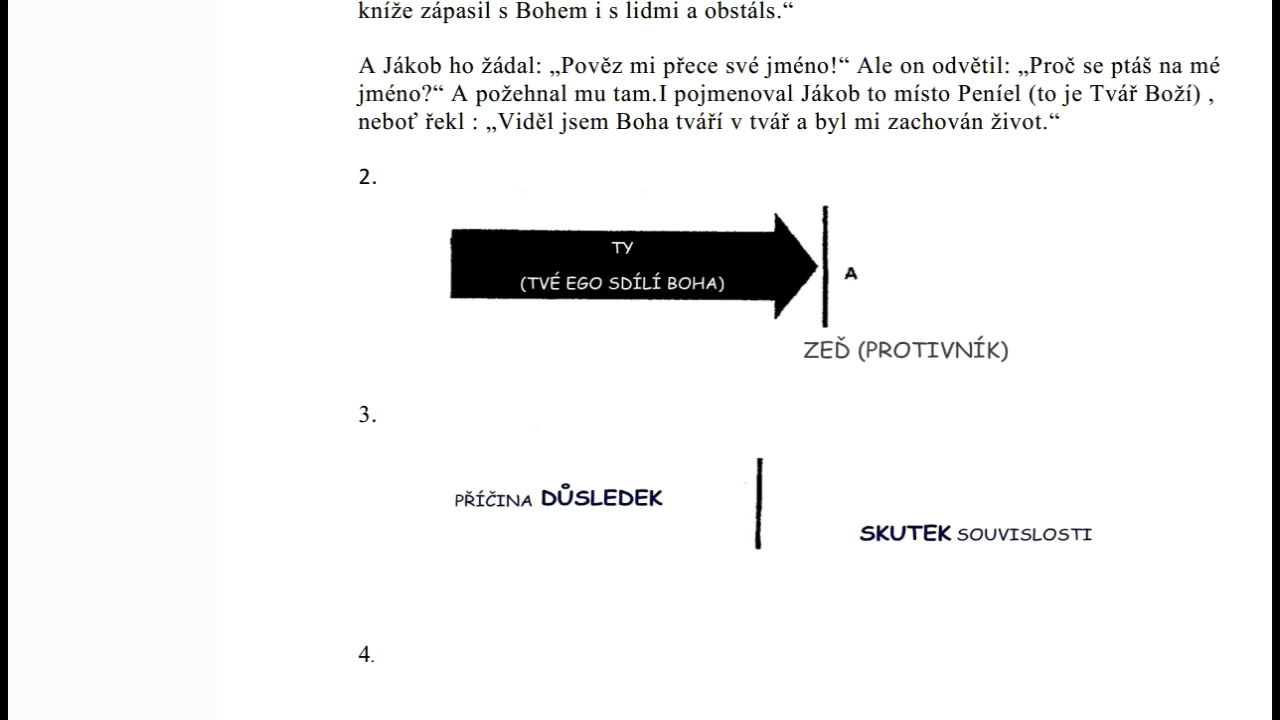 kníže zápasil s Bohem i s lidmi a obstáls.“
A Jákob ho žádal: „Pověz mi přece své jméno!“ Ale on odvětil: „Proč se ptáš na mé
jméno?“ A požehnal mu tam.I pojmenoval Jákob to místo Peníel (to je Tvář Boží) ,
neboť řekl : „Viděl jsem Boha tváří v tvář a byl mi zachován život.“
2.
TY
(TVÉ EGO SDÍLÍ BOHA)
A
ZEĎ (PROTIVNÍK)
3.
PŘÍČINA DŮSLEDEK
SKUTEK SOUVISLOSTI
4.